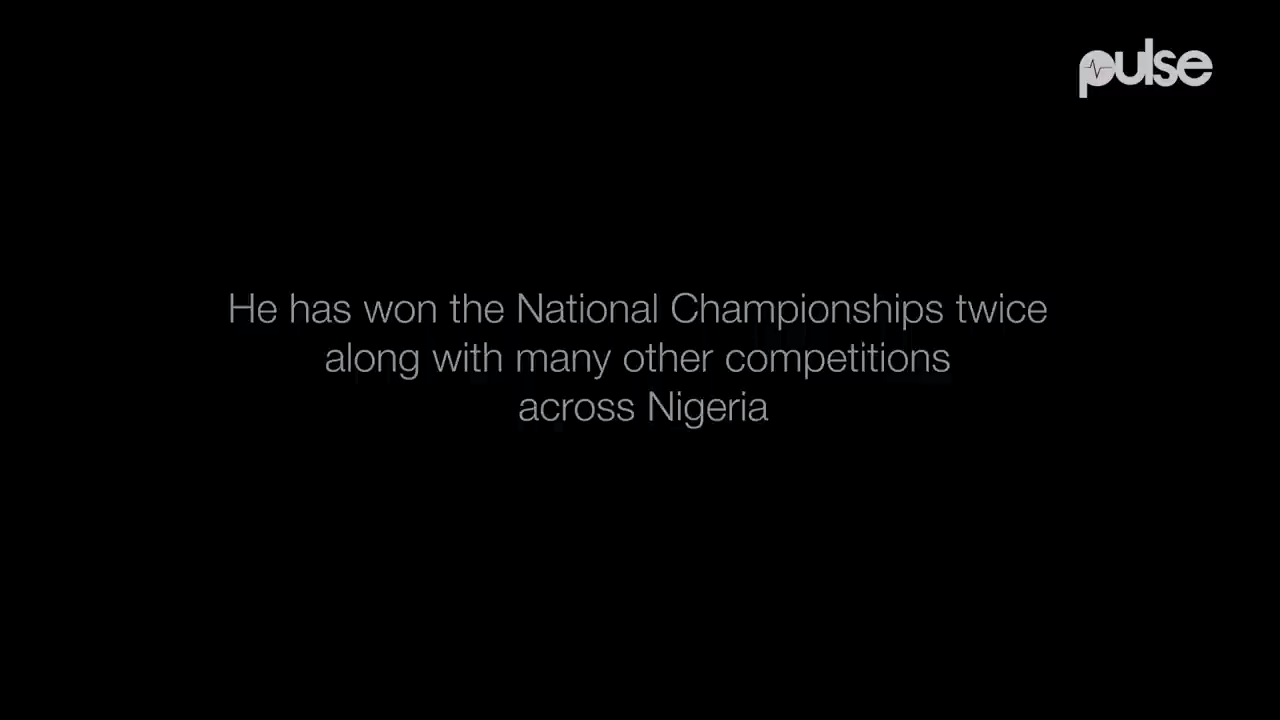 pulse
He has won the National Championships twice
along with many other competitions
across Nigeria